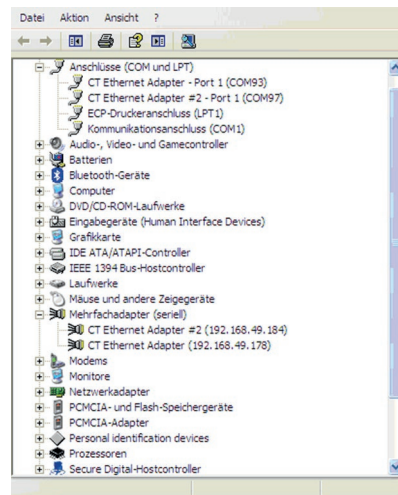 Datei Aktion Ansicht ?
Anschlüsse (COM und LPT)
CT Ethernet Adapter - Port 1 (COM93)
CT Ethernet Adapter #2 - Port 1 (COM97)
ECP-Druckeranschluss (LPT1)
Kommunikationsanschluss (COM1)
Audio-, Video- und Gamecontroller
Batterien
Bluetooth-Geräte
Computer
DVD/CD-ROM-Laufwerke
Eingabegeräte (Human Interface Devices)
Grafikkarte
IDE ATA/ATAPI-Controller
IEEE 1394 Bus-Hostcontroller
Laufwerke
Mäuse und andere Zeigegeräte
Mehrfachadapter (seriell)
CT Ethernet Adapter #2 (192.168.49.184)
CT Ethernet Adapter (192.168.49.178)
Modems
Monitore
Netzwerkadapter
PCMCIA- und Flash-Speichergeräte
PCMCIA-Adapter
Personal identification devices
Prozessoren
Secure Digital-Hostcontroller